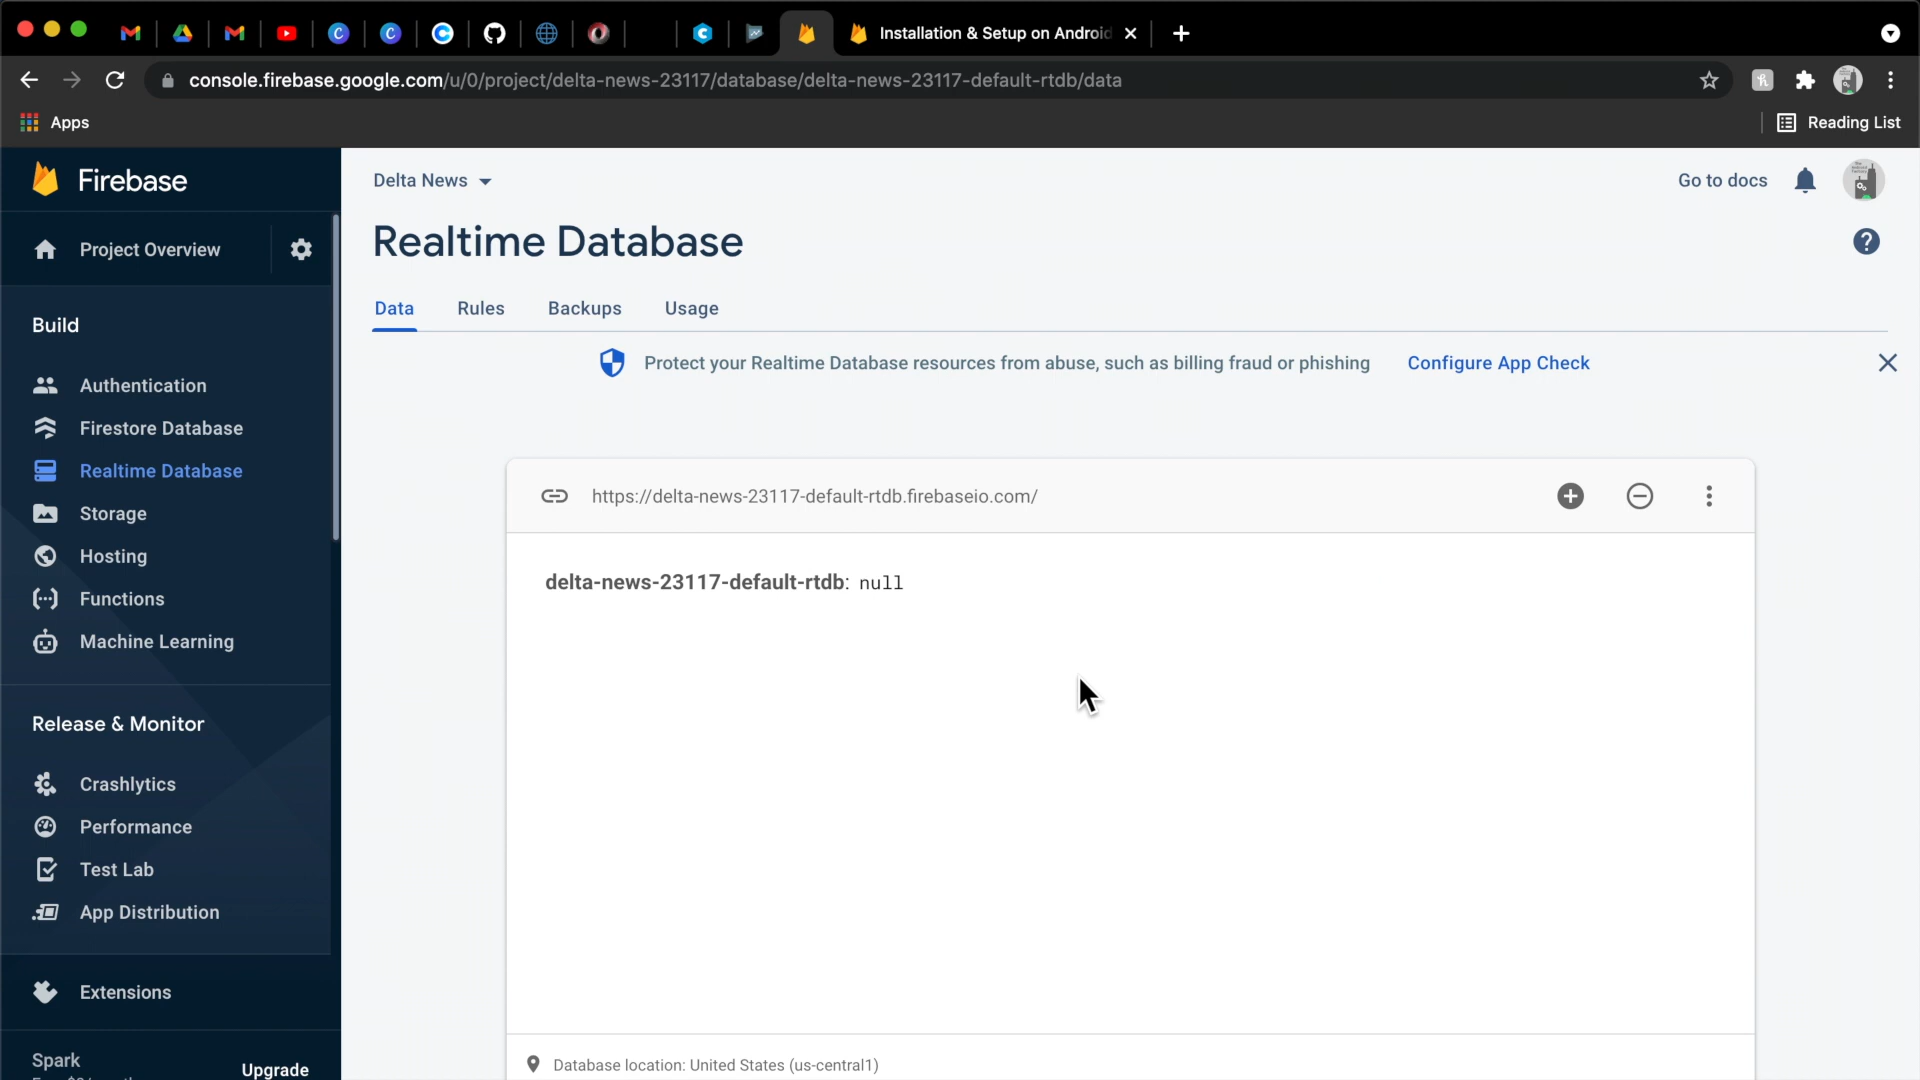 Installation & Setup on Android
console.firebase.google.com/u/0/project/delta-news-23117/database/delta-news-23117-default-rtdb/data
Apps
Reading List
Firebase
Project Overview
Build
Authentication
Firestore Database
Realtime Database
Storage
Hosting
Functions
Machine Learning
Release & Monitor
Crashlytics
Performance
Test Lab
App Distribution
Extensions
Spark
Upgrade
Delta News
Go to docs
Realtime Database
Data Rules Backups Usage
Protect your Realtime Database resources from abuse, such as billing fraud or phishing Configure App Check
https://delta-news-23117-default-rtdb.firebaseio.com/
delta-news-23117-default-rtdb: null
Database location: United States (us-central1)